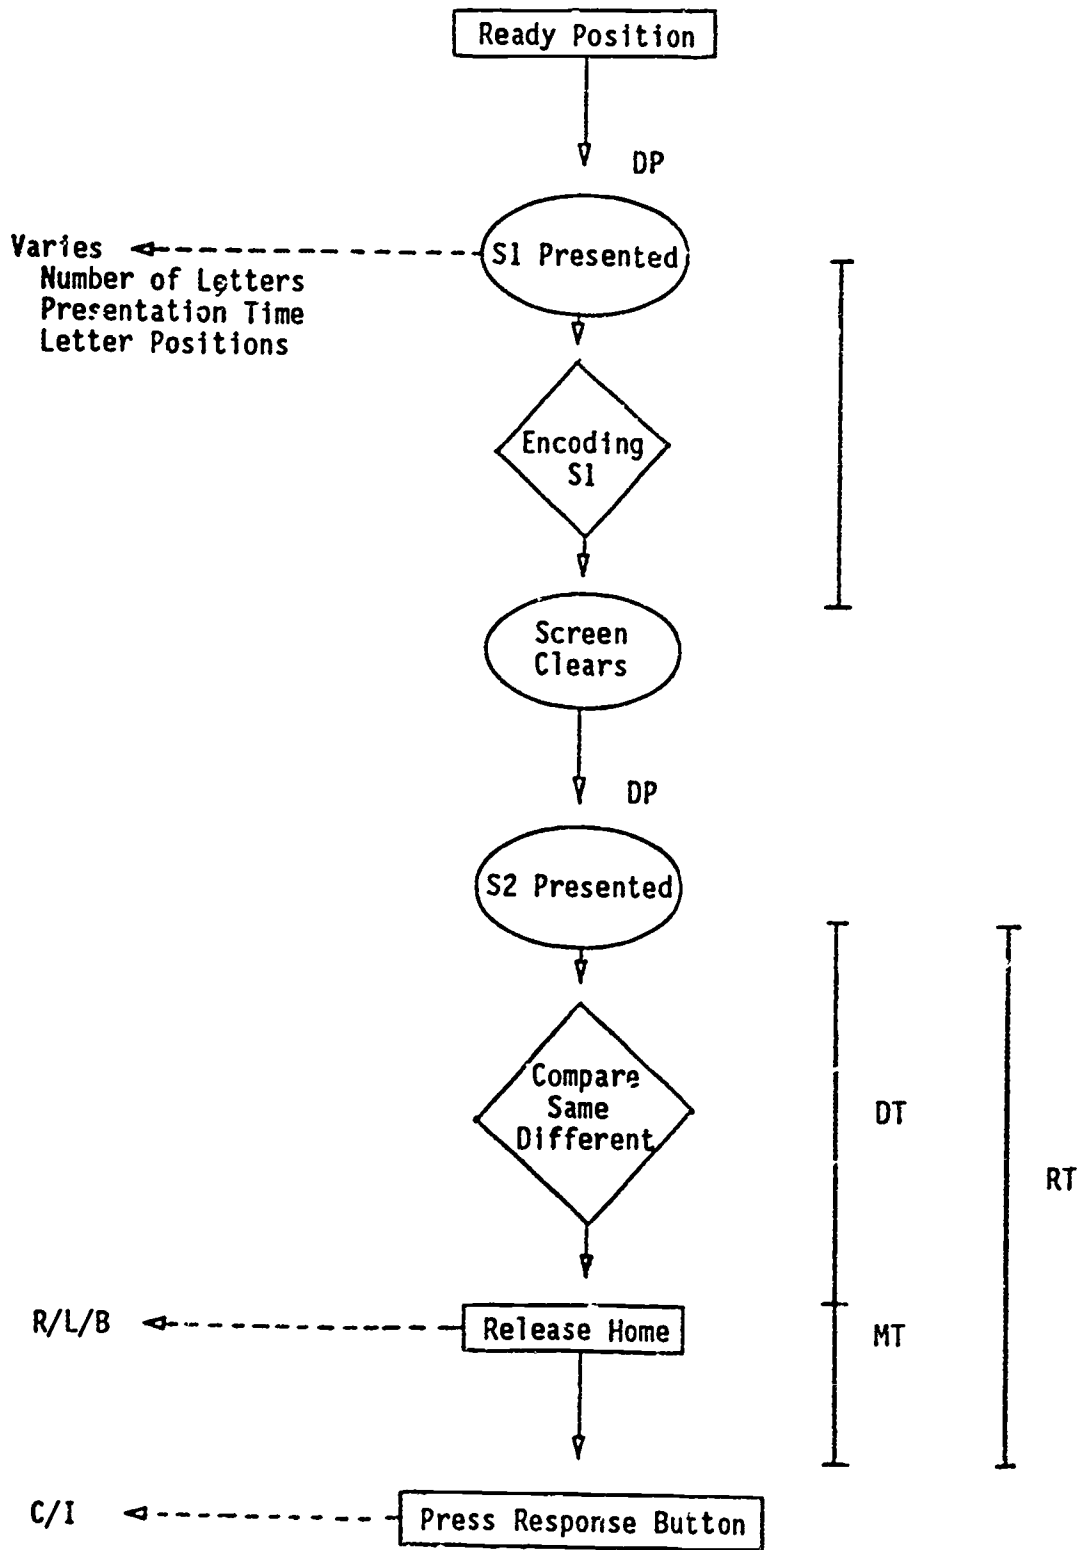 Ready Position
DP
S1 Presented
Varies
Number of Letters
Presentation Time
Letter Positions
Encoding
S1
Screen
Clears
DP
S2 Presented
Compare
Same
Different
DT
RT
R/L/B
Release Home
MT
C/I
Press Response Button